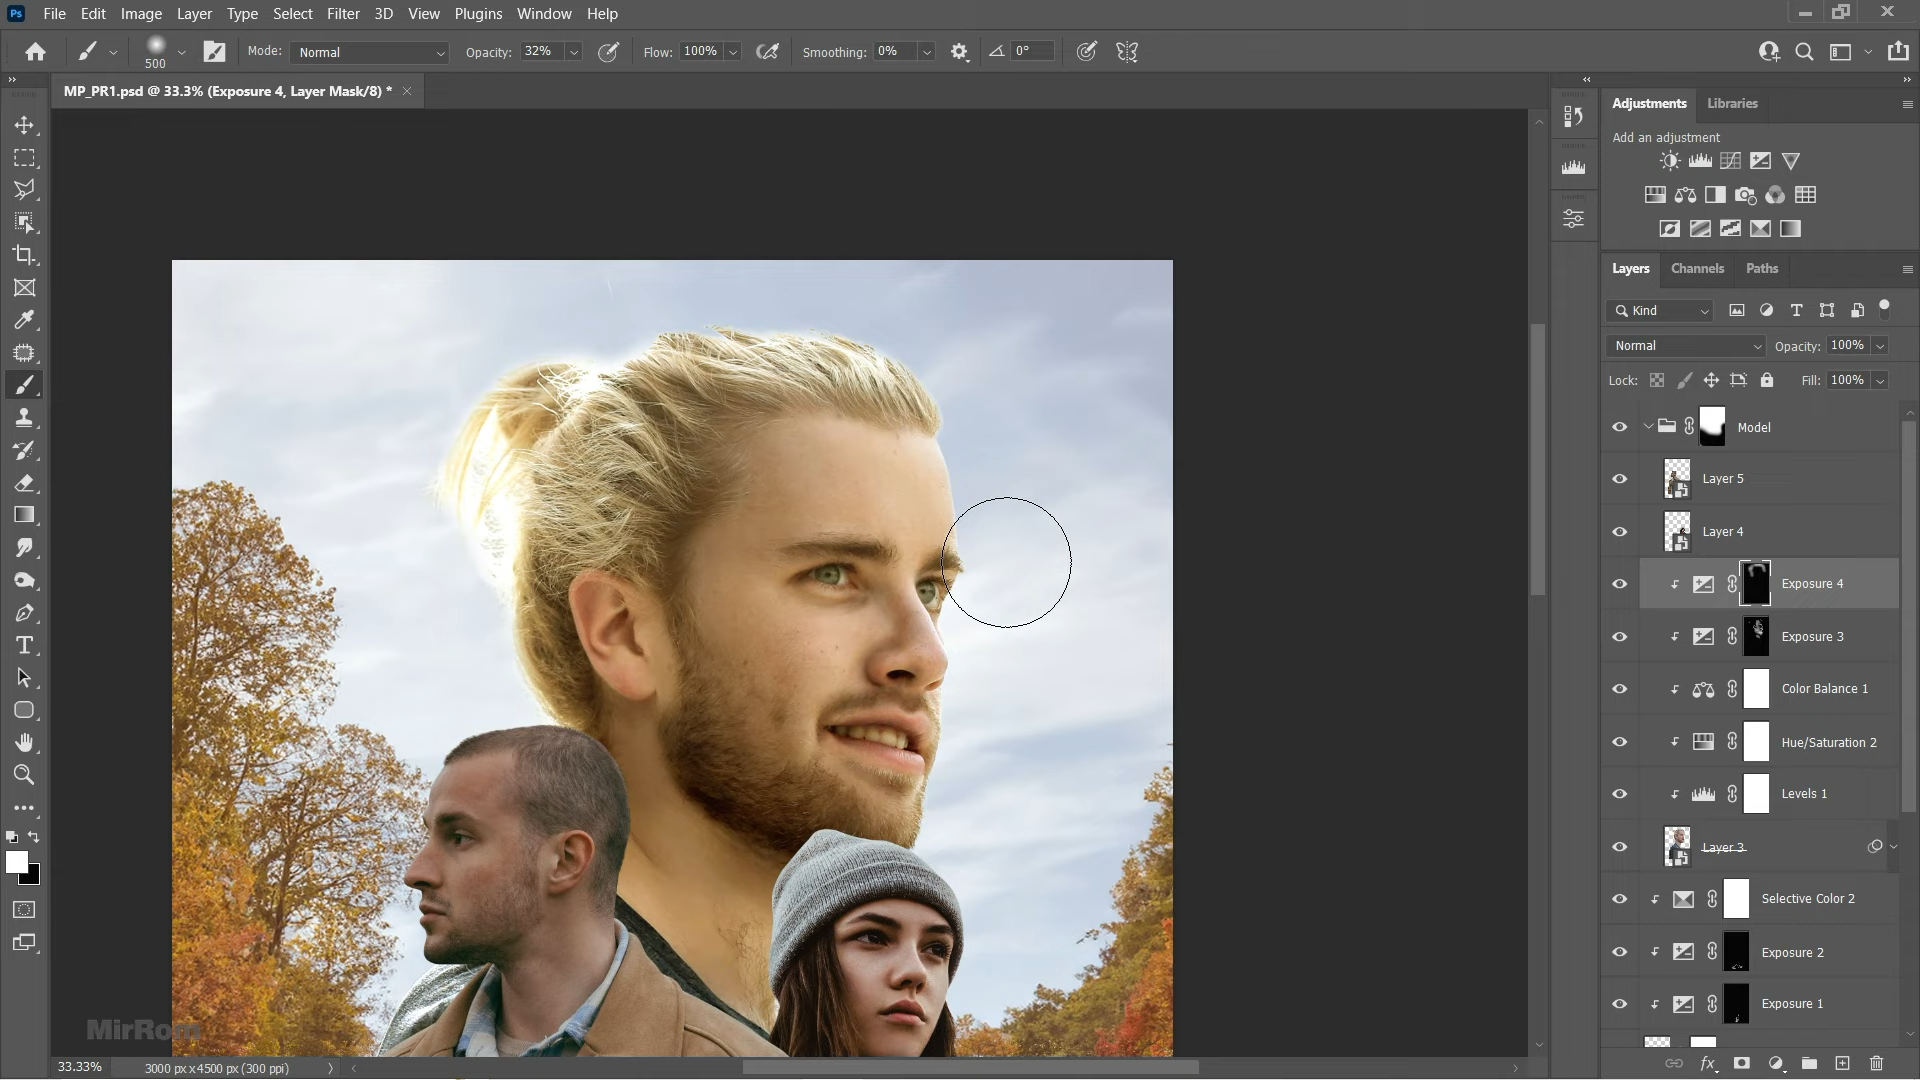 Ps File Edit Image Layer Type Select Filter 3D View Plugins Window Help
500 Mode: Normal Opacity: 32% Flow: 100% Smoothing: 0% 0°
MP_PR1.psd @ 33.3% (Exposure 4, Layer Mask/8) *
Adjustments Libraries
Add an adjustment
Layers Channels Paths
Kind
Normal Opacity: 100%
Lock: Fill: 100%
Model
Layer 5
Layer 4
Exposure 4
Exposure 3
Color Balance 1
Hue/Saturation 2
Levels 1
Layer 3
Selective Color 2
Exposure 2
Exposure 1
MirRom
33.33% 3000 px x 4500 px (300 ppi)